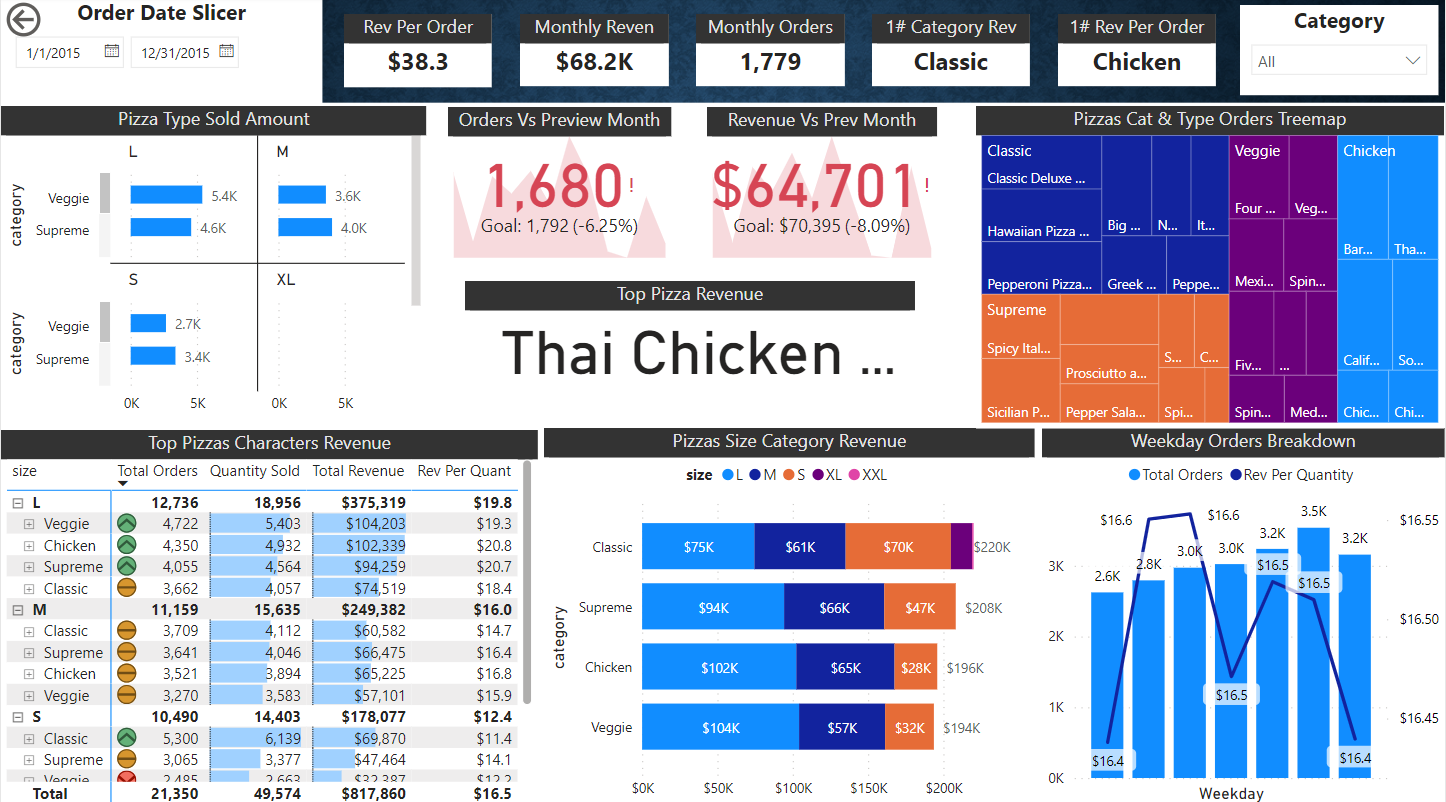 Order Date Slicer
1/1/2015
12/31/2015
Rev Per Order
$38.3
Monthly Reven
$68.2K
Monthly Orders
1,779
1# Category Rev
Classic
1# Rev Per Order
Chicken
Category
All
Pizza Type Sold Amount
L
M
category
Veggie
5.4K
3.6K
Supreme
4.6K
4.0K
S
XL
category
Veggie
2.7K
Supreme
3.4K
0K 5K 0K 5K
Orders Vs Preview Month
1,680!
Goal: 1,792 (-6.25%)
Revenue Vs Prev Month
$64,701!
Goal: $70,395 (-8.09%)
Top Pizza Revenue
Thai Chicken ...
Pizzas Cat & Type Orders Treemap
Classic
Classic Deluxe ...
Hawaiian Pizza ...
Pepperoni Pizza...
Big ...
N...
It...
Greek ...
Peppe...
Supreme
Spicy Ital...
Sicilian P...
Prosciutto a...
Pepper Sala...
S...
C...
Spi...
Veggie
Four ...
Veg...
Mexi...
Spin...
Fiv...
...
Spin...
Med...
Chicken
Bar...
Tha...
Calif...
So...
Chic...
Chi...
Top Pizzas Characters Revenue
size Total Orders Quantity Sold Total Revenue Rev Per Quant
L 12,736 18,956 $375,319 $19.8
Veggie 4,722 5,403 $104,203 $19.3
Chicken 4,350 4,932 $102,339 $20.8
Supreme 4,055 4,564 $94,259 $20.7
Classic 3,662 4,057 $74,519 $18.4
M 11,159 15,635 $249,382 $16.0
Classic 3,709 4,112 $60,582 $14.7
Supreme 3,641 4,046 $66,475 $16.4
Chicken 3,521 3,894 $65,225 $16.8
Veggie 3,270 3,583 $57,101 $15.9
S 10,490 14,403 $178,077 $12.4
Classic 5,300 6,139 $69,870 $11.4
Supreme 3,065 3,377 $47,464 $14.1
Veggie 2,485 2,663 $32,387 $12.2
Total 21,350 49,574 $817,860 $16.5
Pizzas Size Category Revenue
size L M S XL XXL
category
Classic $75K $61K $70K $220K
Supreme $94K $66K $47K $208K
Chicken $102K $65K $28K $196K
Veggie $104K $57K $32K $194K
$0K $50K $100K $150K $200K
Weekday Orders Breakdown
Total Orders Rev Per Quantity
3K
2K
1K
0K
2.6K
2.8K
3.0K
3.0K
3.2K
3.5K
3.2K
$16.4
$16.6
$16.6
$16.5
$16.5
$16.5
$16.4
$16.55
$16.50
$16.45
Weekday